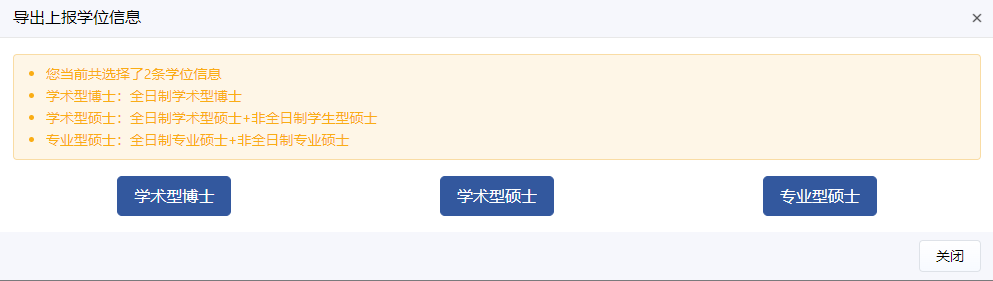 导出上报学位信息
您当前共选择了2条学位信息
学术型博士：全日制学术型博士
学术型硕士：全日制学术型硕士+非全日制学生型硕士
专业型硕士：全日制专业硕士+非全日制专业硕士
学术型博士
学术型硕士
专业型硕士
关闭